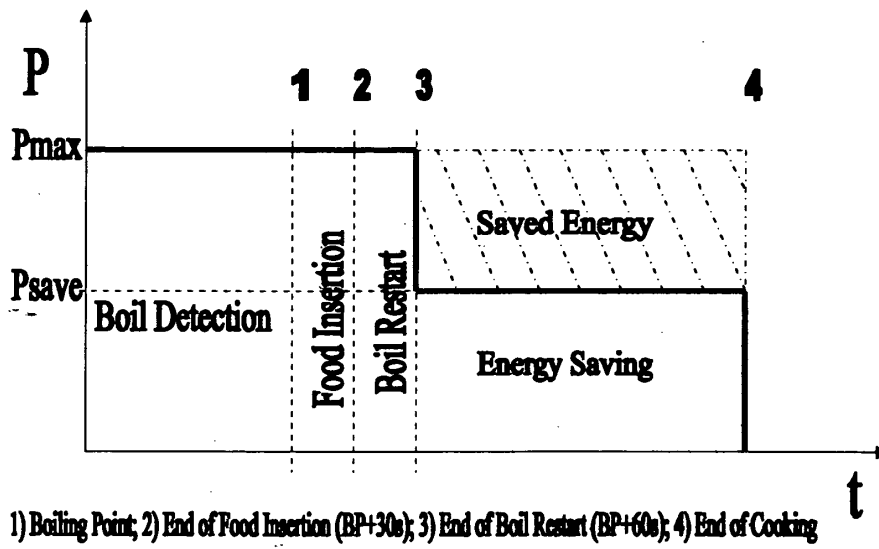 P
1 2 3 4
Pmax
Saved Energy
Psave
Boil Detection
Food Insertion
Boil Restart
Energy Saving
t
1) Boiling Point; 2) End of Food Insertion (BP+30s); 3) End of Boil Restart (BP+60s); 4) End of Cooking